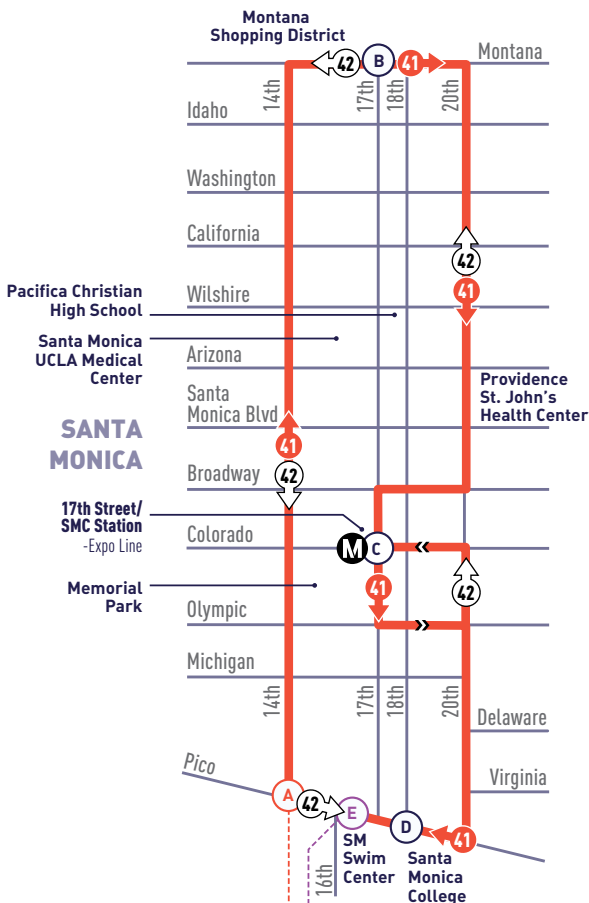 Montana
Shopping District
42
B
41
Montana
14th
17th
18th
20th
Idaho
Washington
California
42
Pacifica Christian
High School
Wilshire
41
Santa Monica
UCLA Medical
Center
Arizona
Providence
St. John's
Health Center
Santa
Monica Blvd
SANTA
MONICA
41
42
Broadway
17th Street/
SMC Station
-Expo Line
Colorado
M
C
»
Memorial
Park
41
42
Olympic
»
Michigan
14th
17th
18th
20th
Delaware
Pico
Virginia
A
42
E
D
41
SM
Swim
Center
Santa
Monica
College
16th